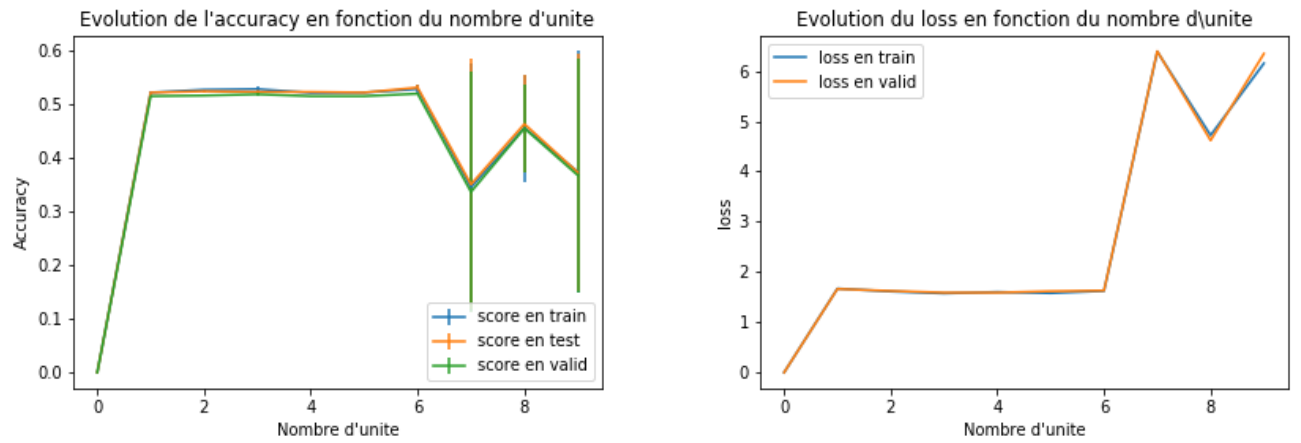 Evolution de l'accuracy en fonction du nombre d'unite
0.6
0.5
0.4
0.3
0.2
0.1
0.0
Accuracy
score en train
score en test
score en valid
0 2 4 6 8
Nombre d'unite
Evolution du loss en fonction du nombre d\unite
loss en train
loss en valid
6
5
4
3
2
1
0
loss
0 2 4 6 8
Nombre d'unite